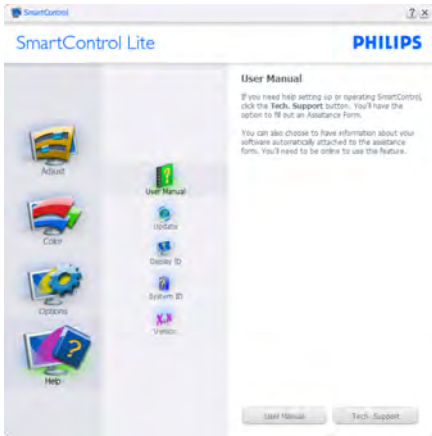 SmartControl
? X
SmartControl Lite
PHILIPS
Adjust
Color
Options
Help
User Manual
Update
Display ID
System ID
Version
User Manual
If you need help setting up or operating SmartControl,
click the Tech. Support button. You'll have the
option to fill out an Assistance Form.
You can also choose to have information about your
software automatically attached to the assistance
form. You'll need to be online to use the feature.
User Manual
Tech. Support